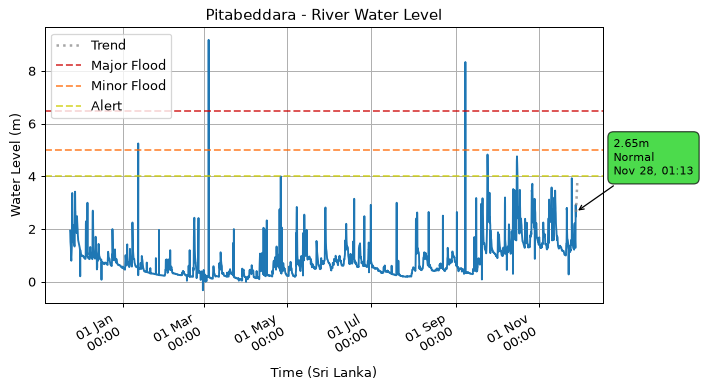 Pitabeddara - River Water Level
Trend
Major Flood
Minor Flood
Alert
2.65m
Normal
Nov 28, 01:13
Water Level (m)
8
6
4
2
0
01 Jan
00:00
01 Mar
00:00
01 May
00:00
01 Jul
00:00
01 Sep
00:00
01 Nov
00:00
Time (Sri Lanka)